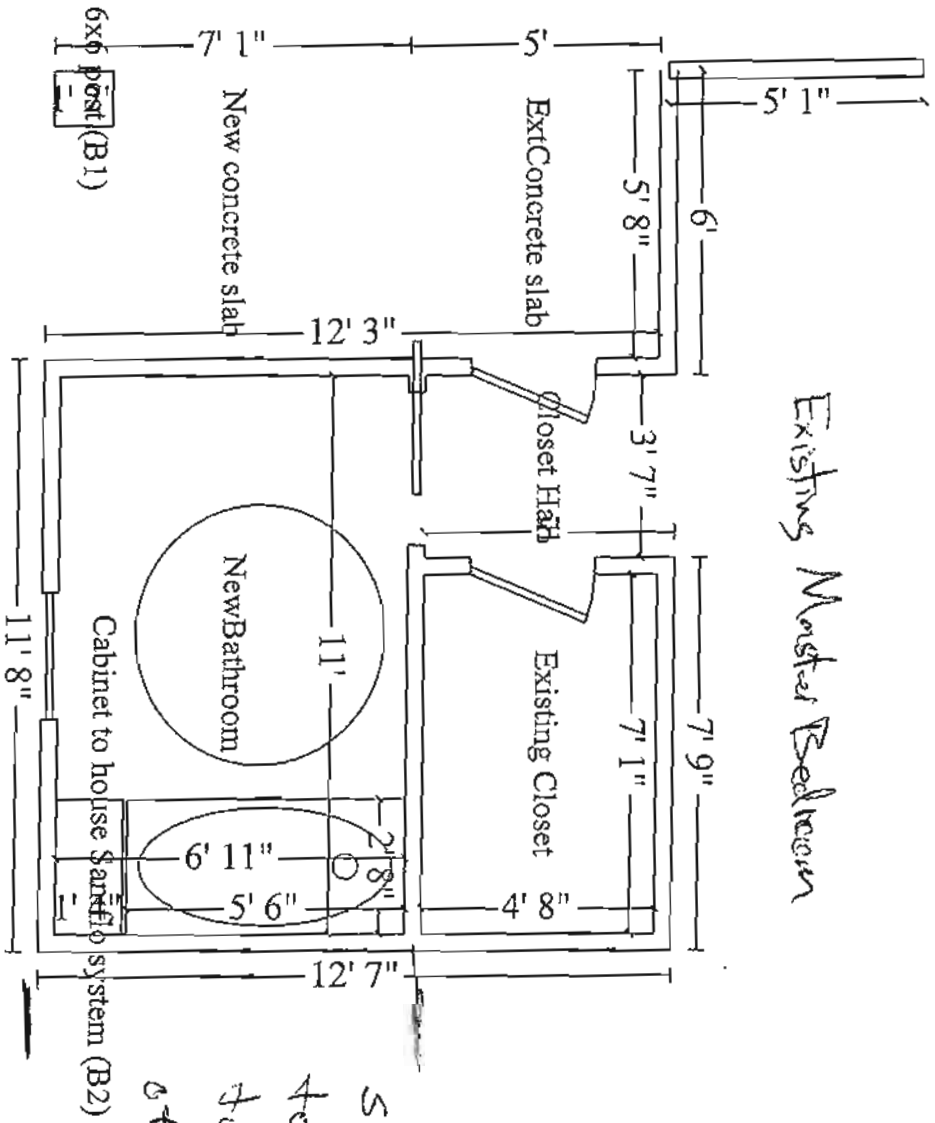 7' 1"
5'
5' 1"
6'
5' 8"
6x6 post (B1)
New concrete slab
ExtConcrete slab
12' 3"
Existing Master Bedroom
3' 7"
Closet Hall
NewBathroom
11'
Existing Closet
7' 1"
7' 9"
11' 8"
Cabinet to house Saniflo system (B2)
6' 11"
2' 8"
5' 6"
4' 8"
12' 7"